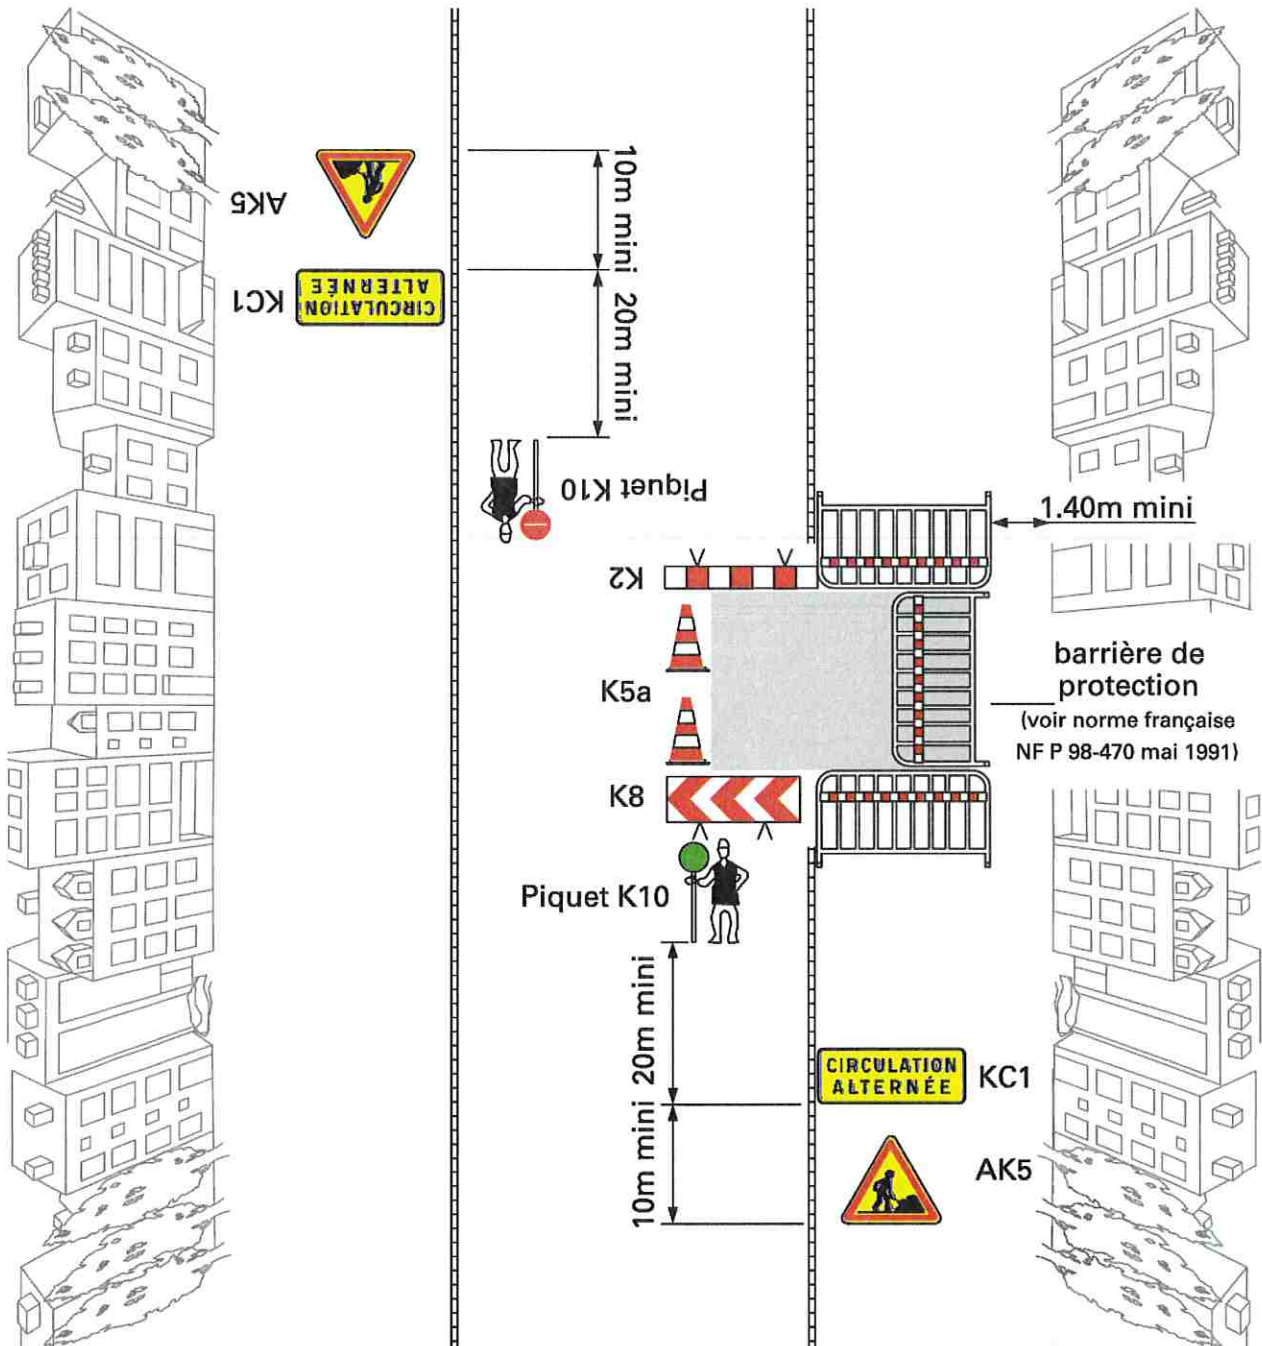 10m mini
AK5
CIRCULATION
ALTERNÉE
KC1
20m mini
Piquet K10
1.40m mini
K2
K5a
barrière de
protection
(voir norme française
NF P 98-470 mai 1991)
K8
Piquet K10
20m mini
CIRCULATION
ALTERNÉE
KC1
10m mini
AK5